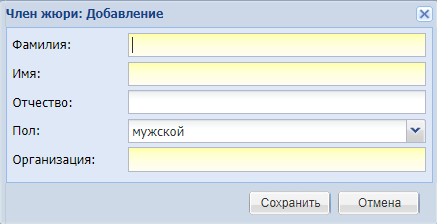 Член жюри: Добавление
Фамилия:
Имя:
Отчество:
Пол: мужской
Организация:
Сохранить Отмена